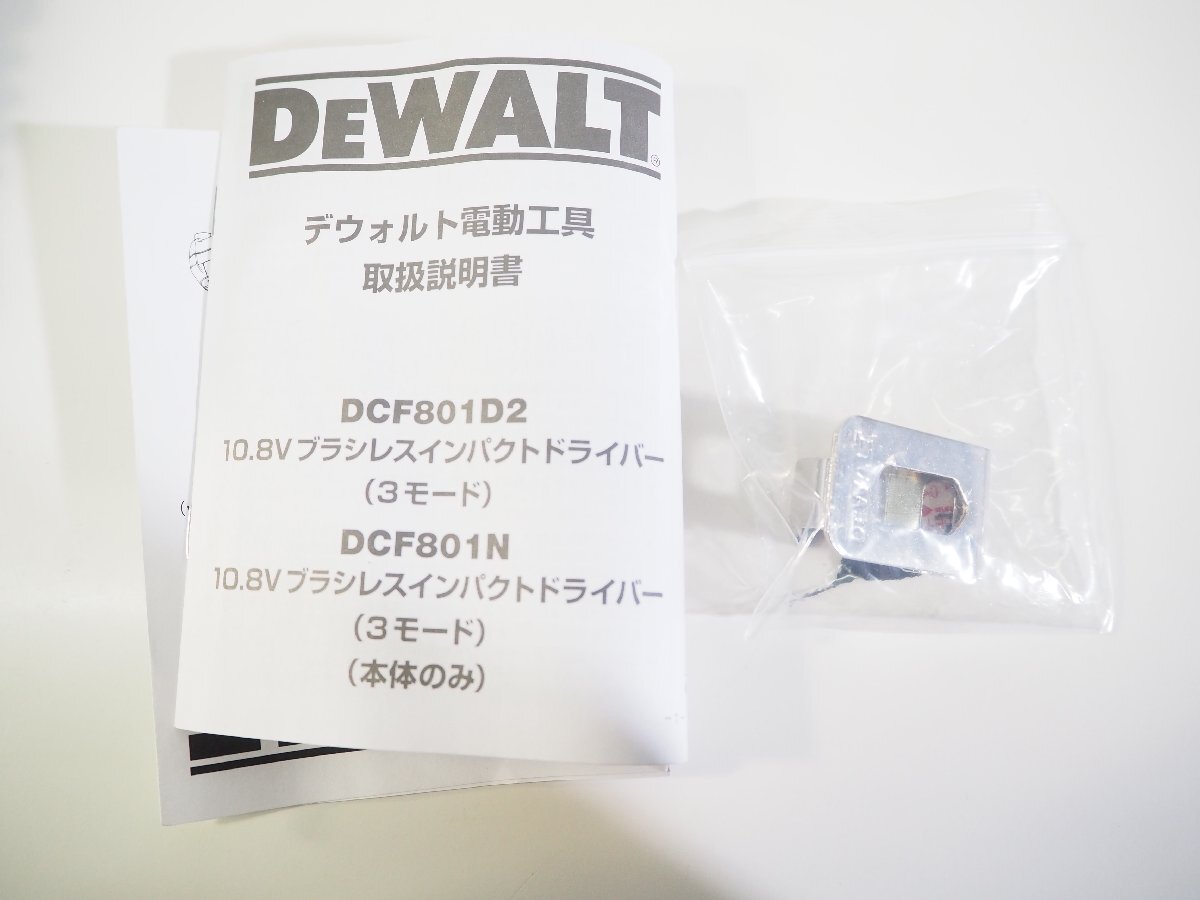 DEWALT®
デウォルト電動工具
取扱説明書
DCF801D2
10.8Vブラシレスインパクトドライバー
(3モード)
DCF801N
10.8Vブラシレスインパクトドライバー
(3モード)
(本体のみ)